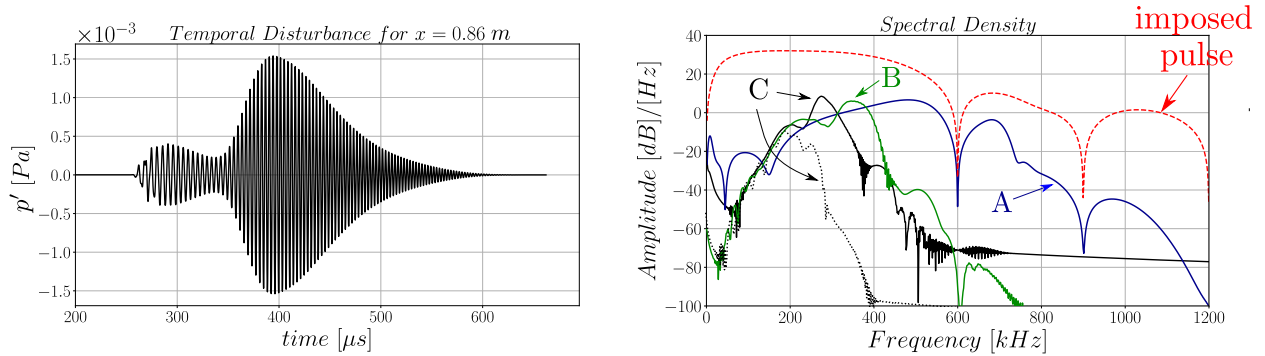 ×10⁻³ Temporal Disturbance for x = 0.86 m
1.5
1.0
0.5
0.0
−0.5
−1.0
−1.5
p′ [Pa]
200 300 400 500 600
time [μs]
Spectral Density
imposed
pulse
40
20
0
−20
−40
−60
−80
−100
Amplitude [dB]/[Hz]
C
B
A
0 200 400 600 800 1000 1200
Frequency [kHz]